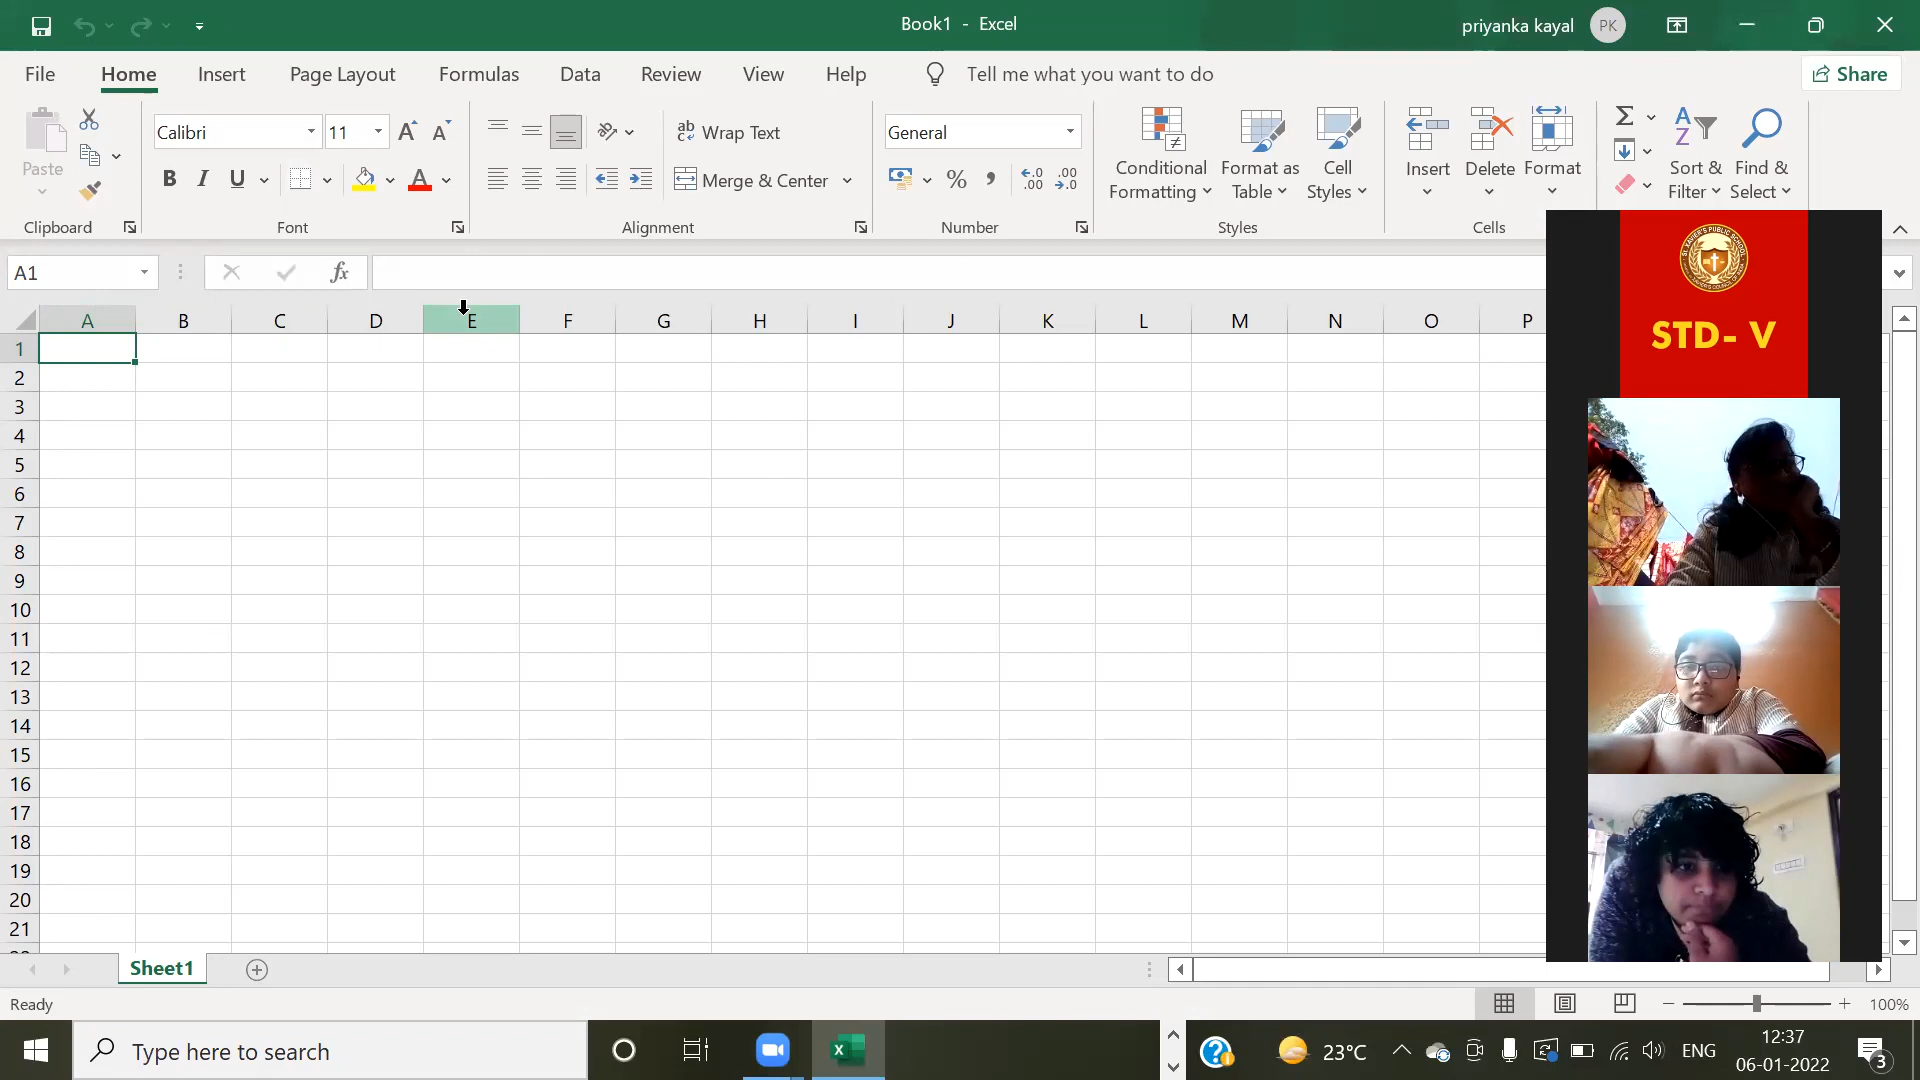 Book1 - Excel
priyanka kayal
PK
File
Home
Insert
Page Layout
Formulas
Data
Review
View
Help
Tell me what you want to do
Share
Paste
Calibri
11
Wrap Text
General
Conditional
Formatting
Format as
Table
Cell
Styles
Insert
Delete
Format
Sort &
Filter
Find &
Select
B
I
U
Merge & Center
Clipboard
Font
Alignment
Number
Styles
Cells
A1
fx
A B C D E F G H I J K L M N O P
1
2
3
4
5
6
7
8
9
10
11
12
13
14
15
16
17
18
19
20
21
STD- V
Sheet1
Ready
100%
Type here to search
23°C
ENG
12:37
06-01-2022
3